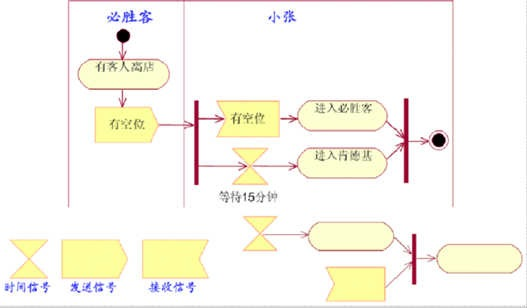 必胜客
小张
有客人离店
有空位
有空位
进入必胜客
进入肯德基
等待15分钟
时间信号
发送信号
接收信号